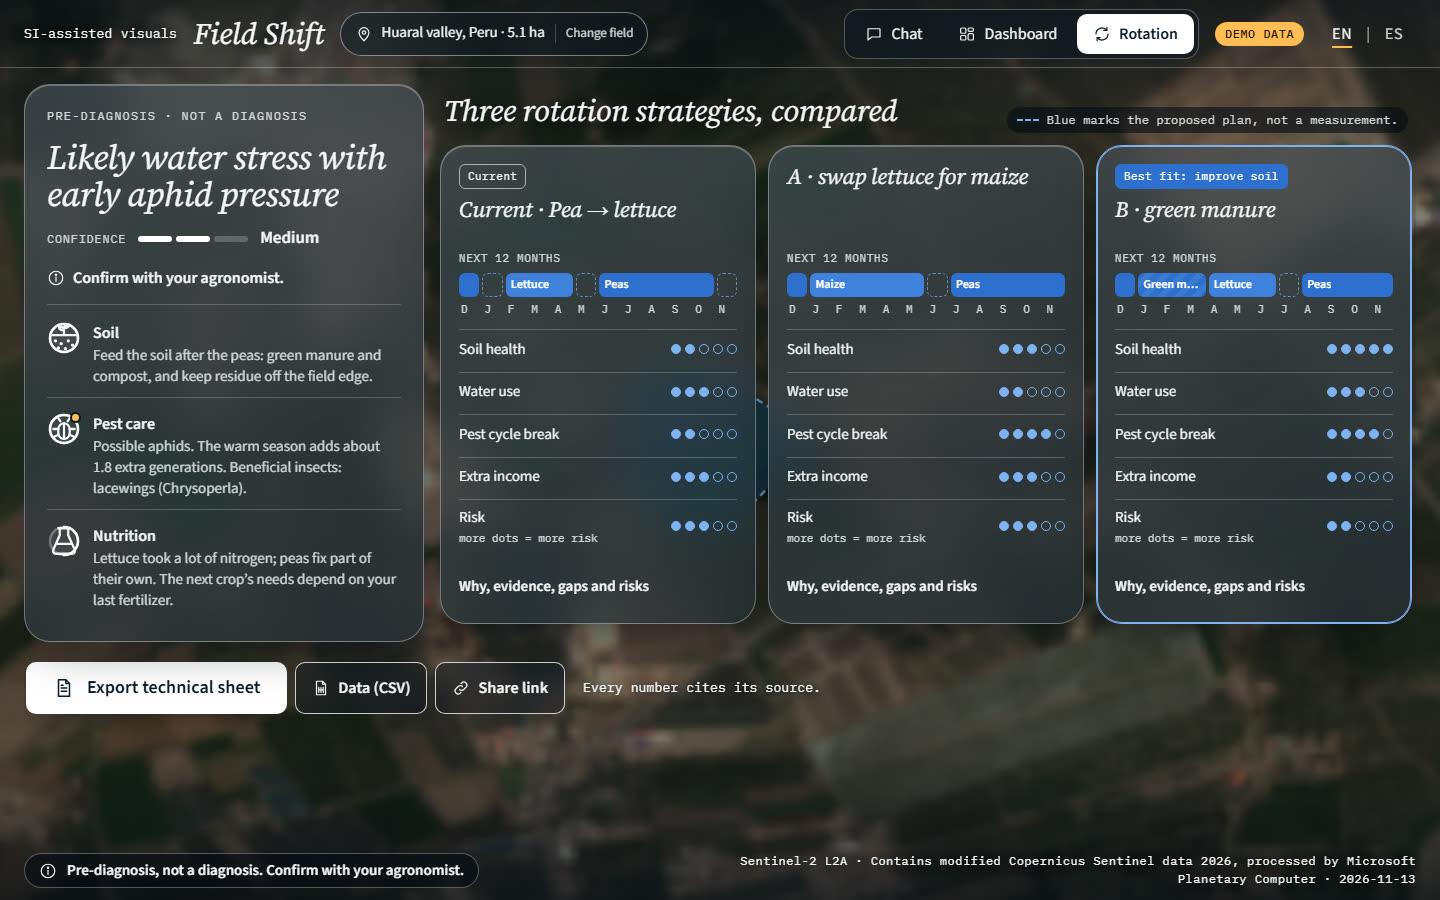 SI-assisted visuals
Field Shift
Huaral valley, Peru · 5.1 ha
Change field
Chat
Dashboard
Rotation
DEMO DATA
EN | ES
PRE-DIAGNOSIS · NOT A DIAGNOSIS
Likely water stress with
early aphid pressure
CONFIDENCE
Medium
Confirm with your agronomist.
Soil
Feed the soil after the peas: green manure and
compost, and keep residue off the field edge.
Pest care
Possible aphids. The warm season adds about
1.8 extra generations. Beneficial insects:
lacewings (Chrysoperla).
Nutrition
Lettuce took a lot of nitrogen; peas fix part of
their own. The next crop's needs depend on your
last fertilizer.
Three rotation strategies, compared
Blue marks the proposed plan, not a measurement.
Current
Current · Pea → lettuce
NEXT 12 MONTHS
Lettuce
Peas
D J F M A M J J A S O N
Soil health
Water use
Pest cycle break
Extra income
Risk
more dots = more risk
Why, evidence, gaps and risks
A · swap lettuce for maize
NEXT 12 MONTHS
Maize
Peas
D J F M A M J J A S O N
Soil health
Water use
Pest cycle break
Extra income
Risk
more dots = more risk
Why, evidence, gaps and risks
Best fit: improve soil
B · green manure
NEXT 12 MONTHS
Green m...
Lettuce
Peas
D J F M A M J J A S O N
Soil health
Water use
Pest cycle break
Extra income
Risk
more dots = more risk
Why, evidence, gaps and risks
Export technical sheet
Data (CSV)
Share link
Every number cites its source.
Pre-diagnosis, not a diagnosis. Confirm with your agronomist.
Sentinel-2 L2A · Contains modified Copernicus Sentinel data 2026, processed by Microsoft
Planetary Computer · 2026-11-13